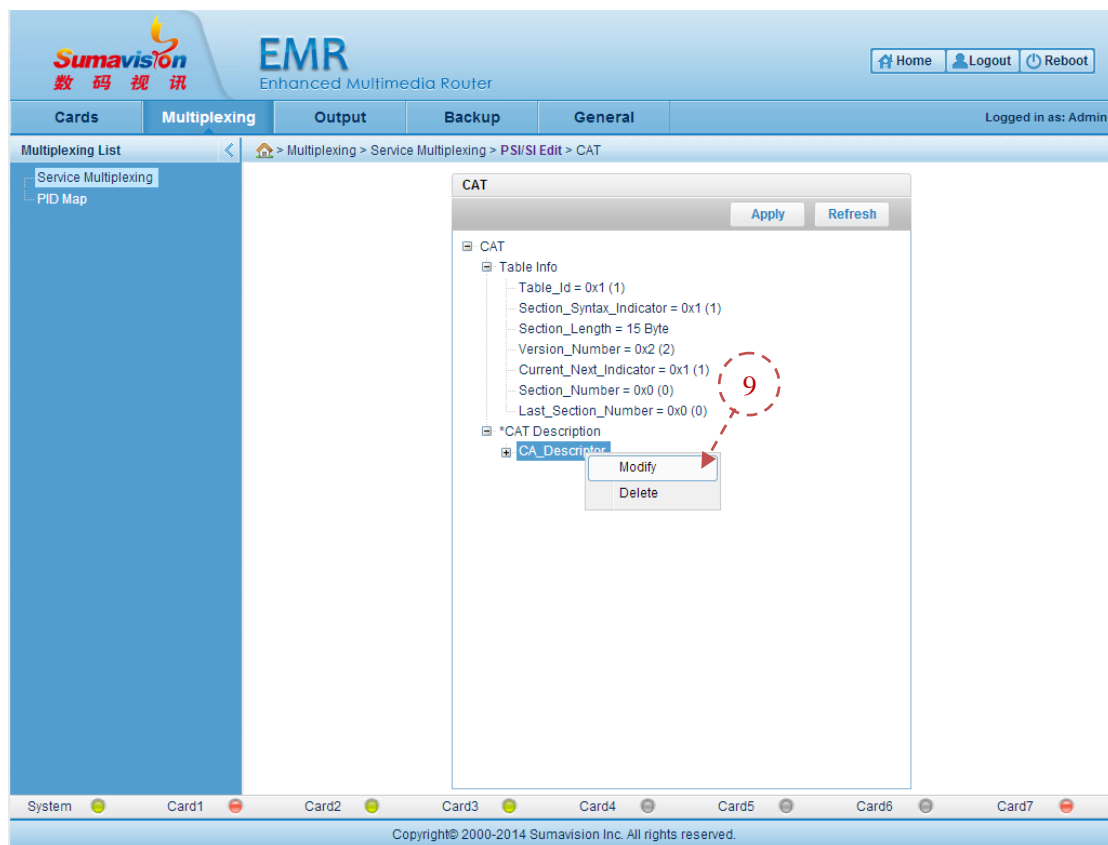 Sumavision
数码视讯
EMR
Enhanced Multimedia Router
Home Logout Reboot
Cards Multiplexing Output Backup General Logged in as: Admin
Multiplexing List
> Multiplexing > Service Multiplexing > PSI/SI Edit > CAT
Service Multiplexing
PID Map
CAT
Apply Refresh
CAT
Table Info
Table_Id = 0x1 (1)
Section_Syntax_Indicator = 0x1 (1)
Section_Length = 15 Byte
Version_Number = 0x2 (2)
Current_Next_Indicator = 0x1 (1)
Section_Number = 0x0 (0)
Last_Section_Number = 0x0 (0)
9
*CAT Description
CA_Descriptor
Modify
Delete
System Card1 Card2 Card3 Card4 Card5 Card6 Card7
Copyright© 2000-2014 Sumavision Inc. All rights reserved.